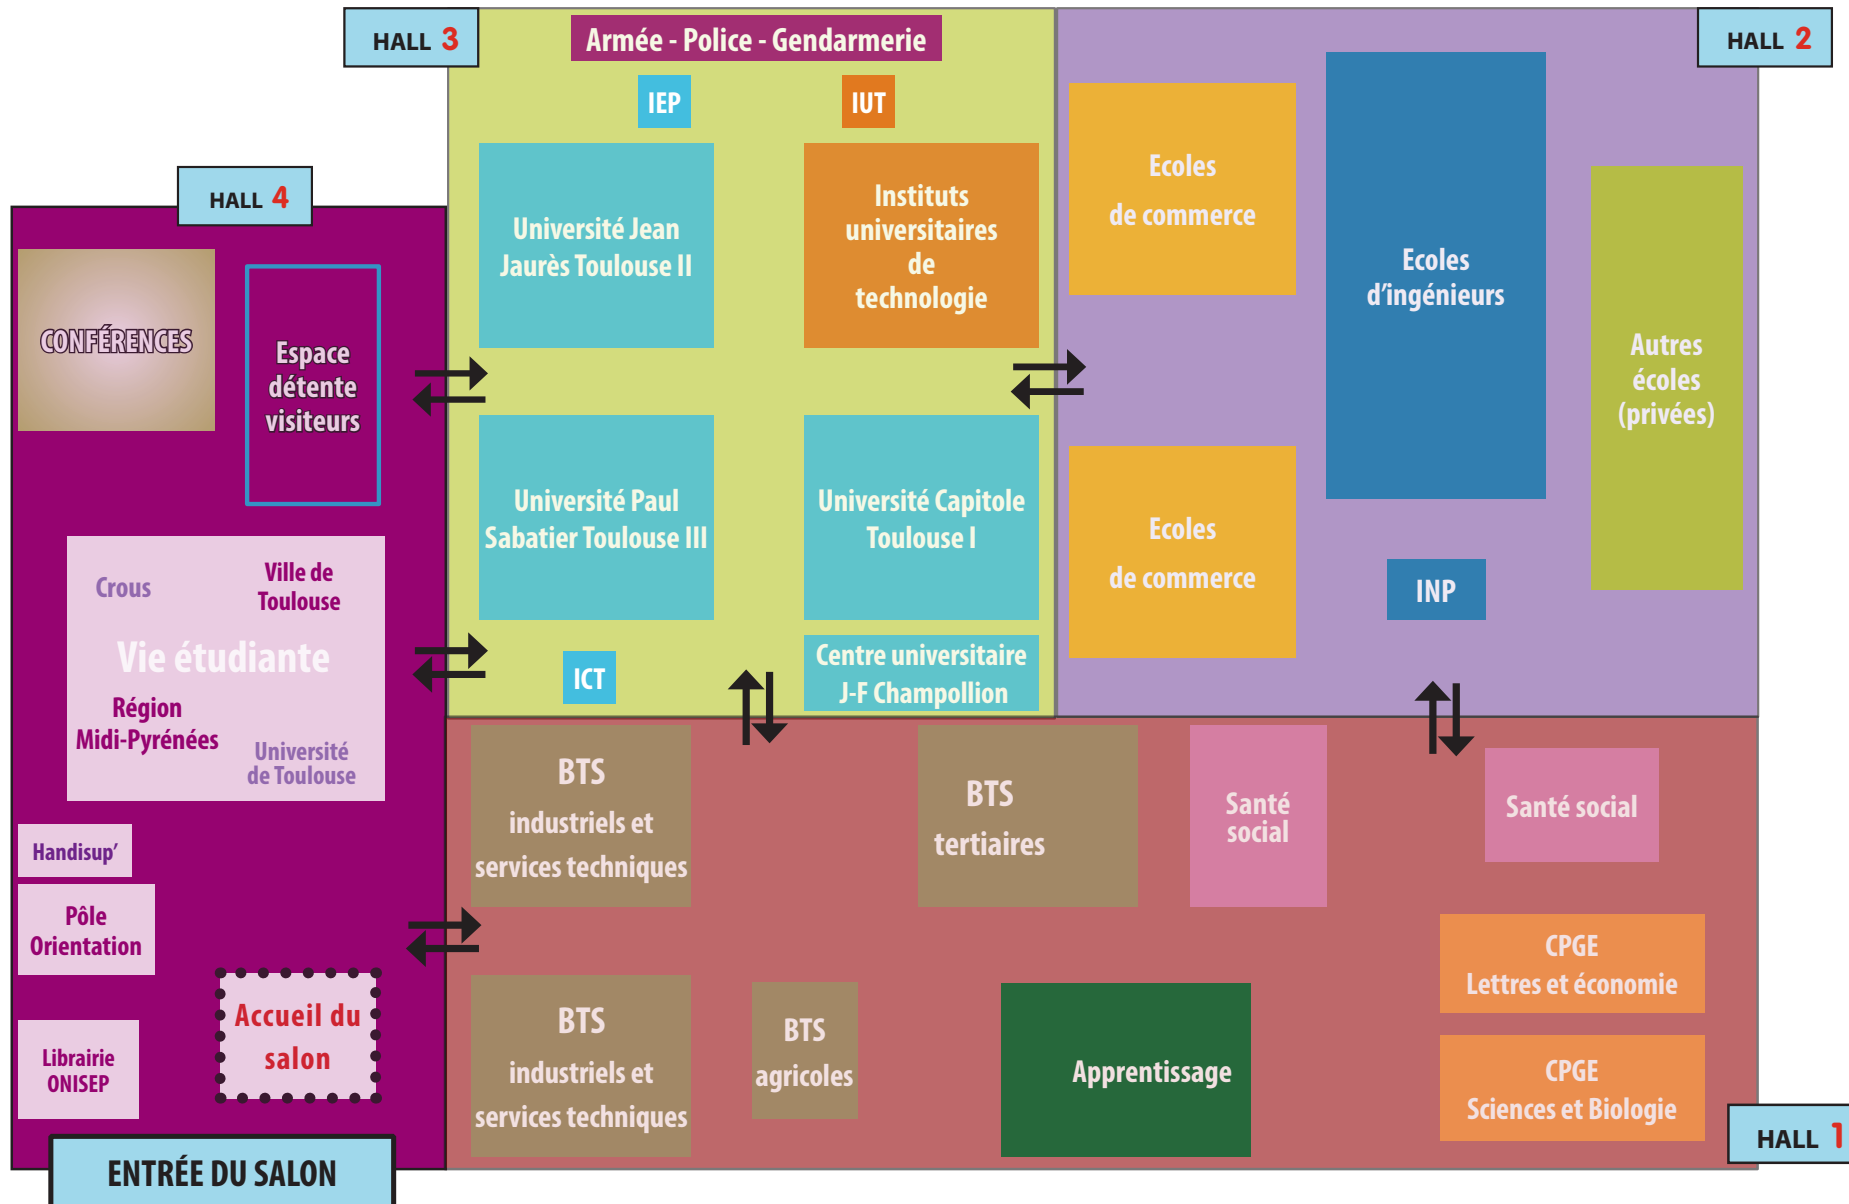 HALL 3
Armée - Police - Gendarmerie
HALL 2
IEP
IUT
Université Jean
Jaurès Toulouse II
Instituts
universitaires
de
technologie
Ecoles
de commerce
Ecoles
d'ingénieurs
Autres
écoles
(privées)
Université Paul
Sabatier Toulouse III
Université Capitole
Toulouse I
Ecoles
de commerce
INP
ICT
Centre universitaire
J-F Champollion
HALL 4
CONFÉRENCES
Espace
détente
visiteurs
Crous
Ville de
Toulouse
Vie étudiante
Région
Midi-Pyrénées
Université
de Toulouse
Handisup’
Pôle
Orientation
Accueil du
salon
Librairie
ONISEP
ENTRÉE DU SALON
BTS
industriels et
services techniques
BTS
tertiaires
Santé
social
Santé social
CPGE
Lettres et économie
BTS
industriels et
services techniques
BTS
agricoles
Apprentissage
CPGE
Sciences et Biologie
HALL 1